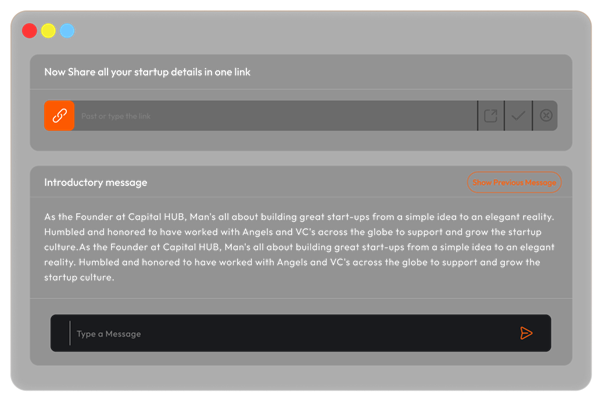 Now Share all your startup details in one link
Post or type the link
Introductory message
Show Previous Message
As the Founder at Capital HUB, Man's all about building great start-ups from a simple idea to an elegant reality.
Humbled and honored to have worked with Angels and VC's across the globe to support and grow the startup
culture.As the Founder at Capital HUB, Man's all about building great start-ups from a simple idea to an elegant
reality. Humbled and honored to have worked with Angels and VC's across the globe to support and grow the
startup culture.
Type a Message